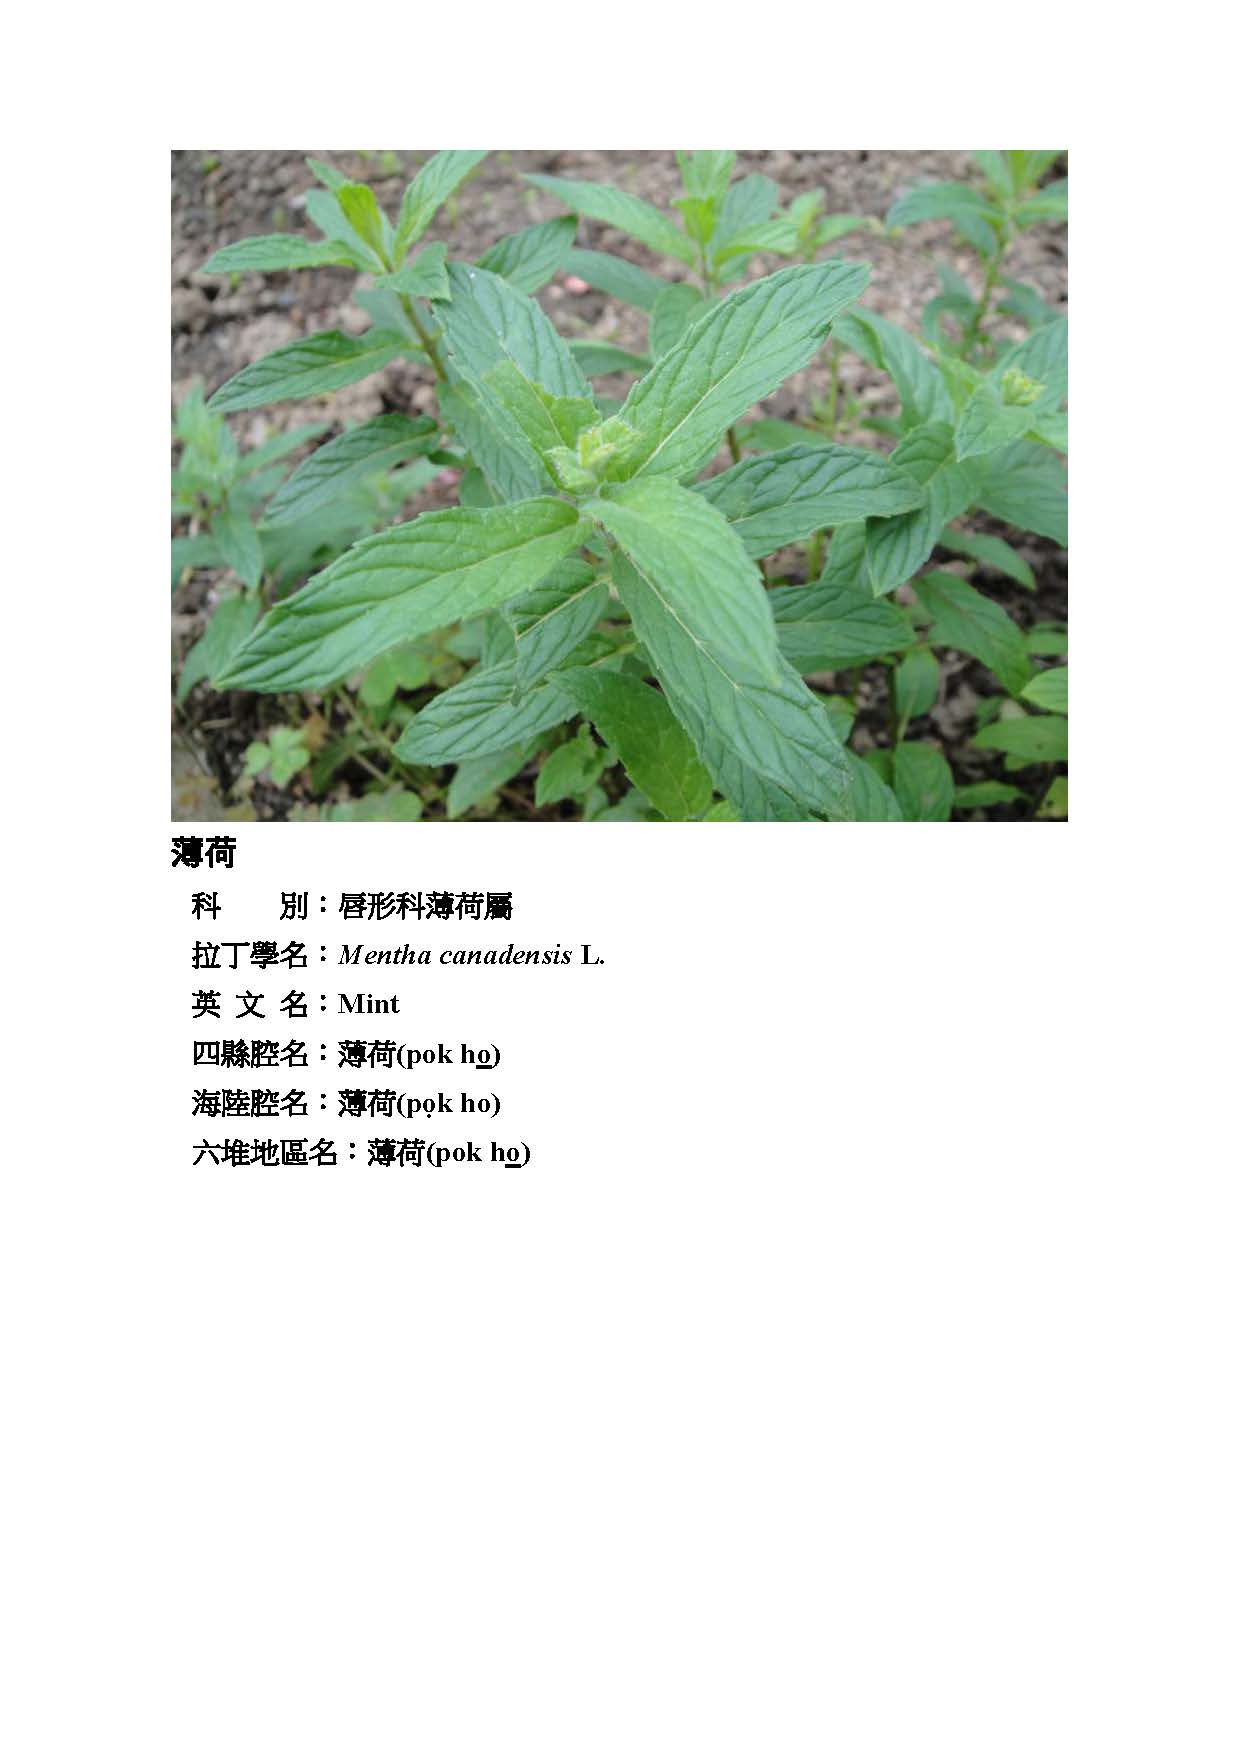 薄荷
科　　別：唇形科薄荷屬
拉丁學名：Mentha canadensis L.
英 文 名：Mint
四縣腔名：薄荷(pok ho̲)
海陸腔名：薄荷(pọk ho)
六堆地區名：薄荷(pok ho̲)